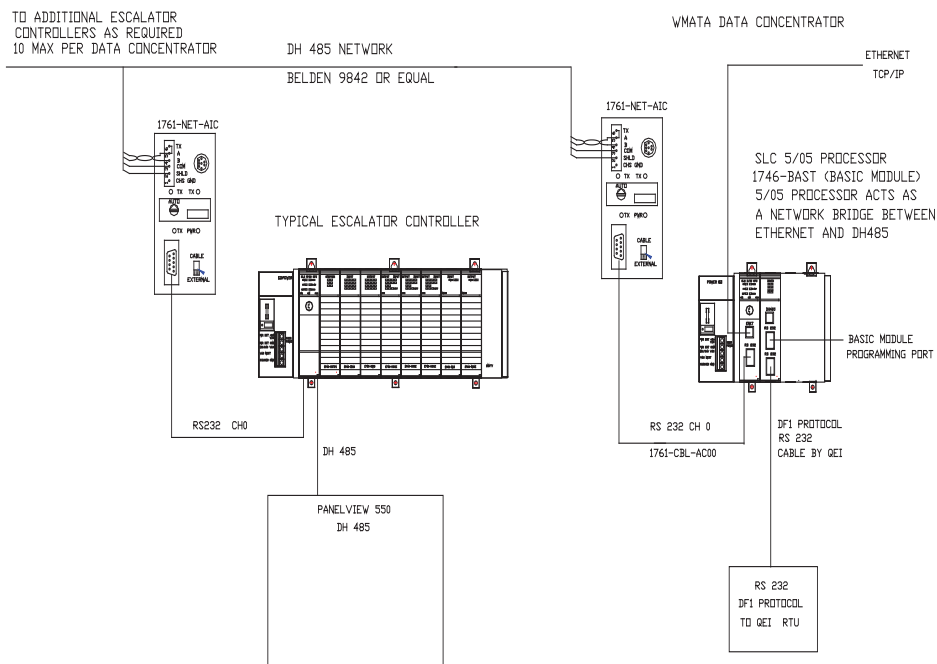 TO ADDITIONAL ESCALATOR
CONTROLLERS AS REQUIRED
10 MAX PER DATA CONCENTRATOR
DH 485 NETWORK
BELDEN 9842 OR EQUAL
WMATA DATA CONCENTRATOR
ETHERNET
TCP/IP
1761-NET-AIC
TX
A
B
COM
SHLD
CHS GND
TX TX
AUTO
TX PWR
CABLE
EXTERNAL
1761-NET-AIC
TX
A
B
COM
SHLD
CHS GND
TX TX
AUTO
TX PWR
CABLE
EXTERNAL
SLC 5/05 PROCESSOR
1746-BAST (BASIC MODULE)
5/05 PROCESSOR ACTS AS
A NETWORK BRIDGE BETWEEN
ETHERNET AND DH485
TYPICAL ESCALATOR CONTROLLER
BASIC MODULE
PROGRAMMING PORT
RS232 CH0
DH 485
RS 232 CH 0
1761-CBL-AC00
DF1 PROTOCOL
RS 232
CABLE BY QEI
PANELVIEW 550
DH 485
RS 232
DF1 PROTOCOL
TO QEI RTU